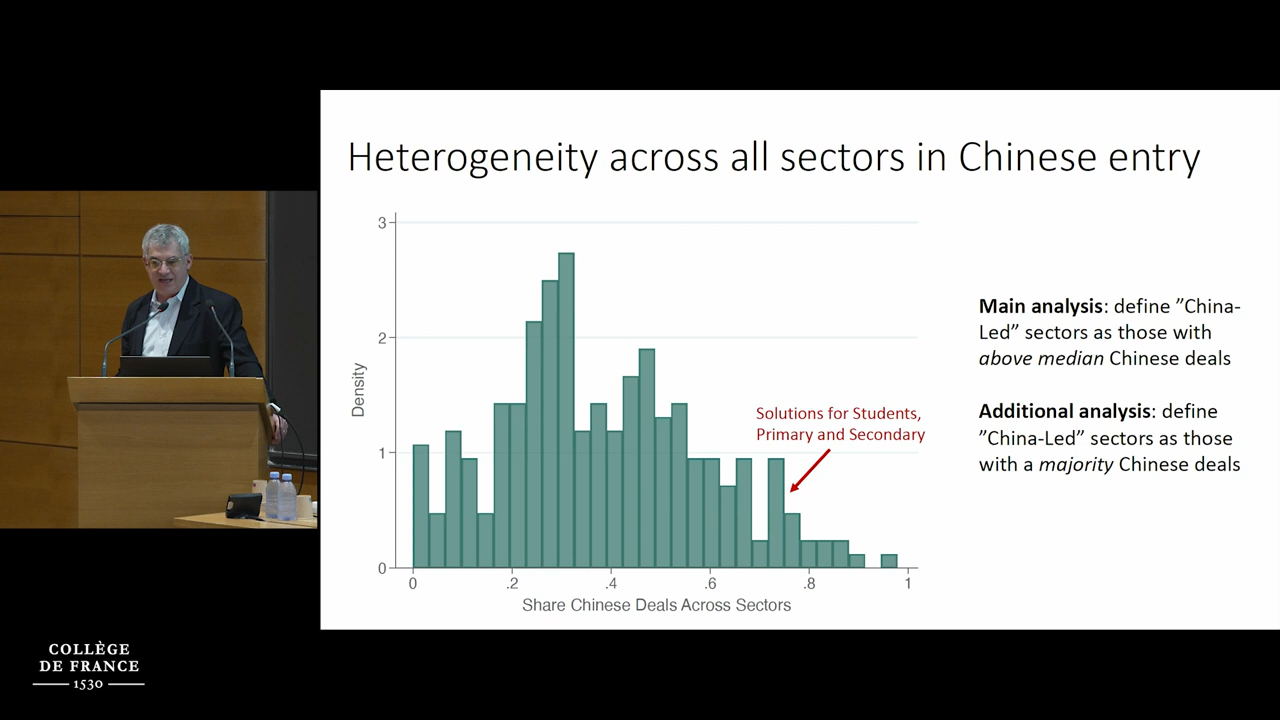 Heterogeneity across all sectors in Chinese entry
3
2
1
0
Density
0
.2
.4
.6
.8
1
Share Chinese Deals Across Sectors
Solutions for Students,
Primary and Secondary
Main analysis: define ”China-
Led” sectors as those with
above median Chinese deals
Additional analysis: define
”China-Led” sectors as those
with a majority Chinese deals
COLLÈGE
DE FRANCE
1530